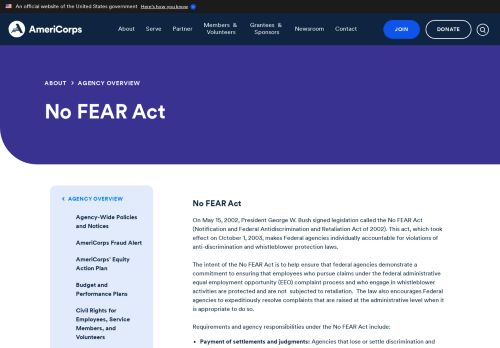 An official website of the United States government Here's how you know
AmeriCorps
About Serve Partner Members & Volunteers Grantees & Sponsors Newsroom Contact JOIN DONATE
ABOUT > AGENCY OVERVIEW
No FEAR Act
< AGENCY OVERVIEW
Agency-Wide Policies
and Notices
AmeriCorps Fraud Alert
AmeriCorps' Equity
Action Plan
Budget and
Performance Plans
Civil Rights for
Employees, Service
Members, and
Volunteers
No FEAR Act
On May 15, 2002, President George W. Bush signed legislation called the No FEAR Act
(Notification and Federal Antidiscrimination and Retaliation Act of 2002). This act, which took
effect on October 1, 2003, makes Federal agencies individually accountable for violations of
anti-discrimination and whistleblower protection laws.
The intent of the No FEAR Act is to help ensure that federal agencies demonstrate a
commitment to ensuring that employees who pursue claims under the federal administrative
equal employment opportunity (EEO) complaint process and who engage in whistleblower
activities are protected and are not subjected to retaliation. The law also encourages Federal
agencies to expeditiously resolve complaints that are raised at the administrative level when it
is appropriate to do so.
Requirements and agency responsibilities under the No FEAR Act include:
• Payment of settlements and judgments: Agencies that lose or settle discrimination and